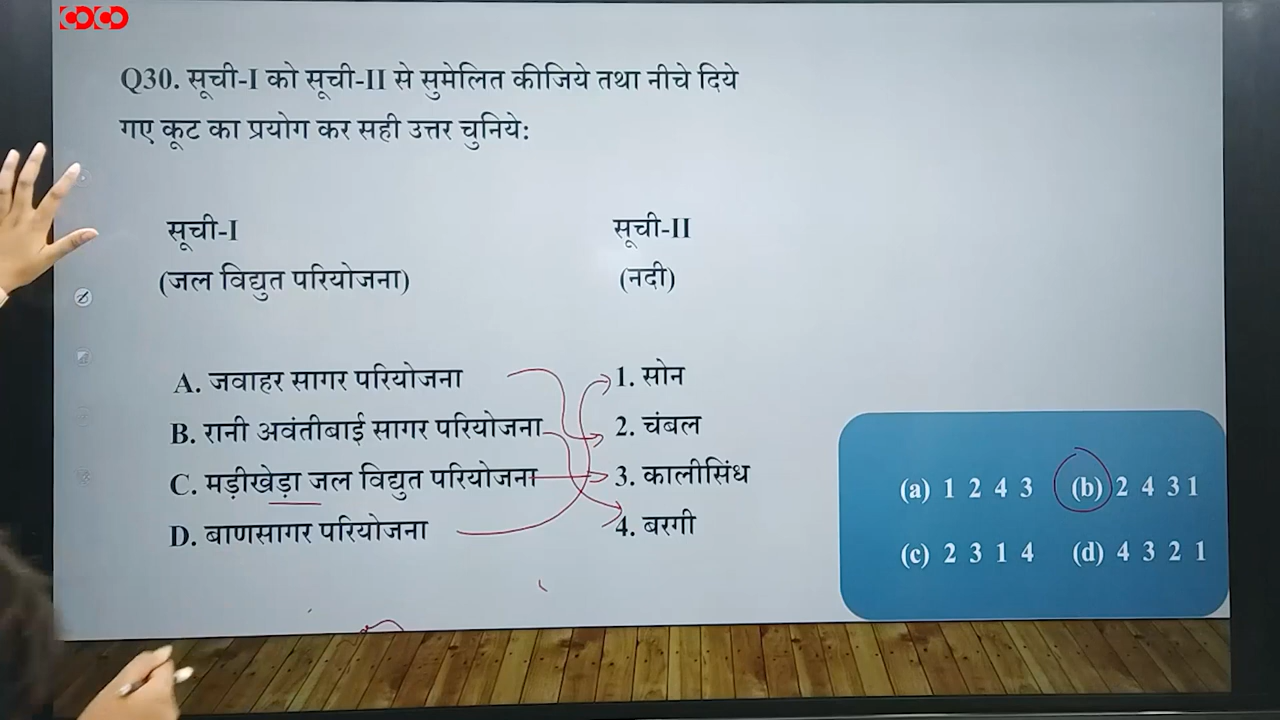 COCO
Q30. सूची-I को सूची-II से सुमेलित कीजिये तथा नीचे दिये
गए कूट का प्रयोग कर सही उत्तर चुनिये:
सूची-I सूची-II
(जल विद्युत परियोजना) (नदी)
A. जवाहर सागर परियोजना 1. सोन
B. रानी अवंतीबाई सागर परियोजना 2. चंबल
C. मड़ीखेड़ा जल विद्युत परियोजना 3. कालीसिंध
D. बाणसागर परियोजना 4. बरगी
(a) 1 2 4 3 (b) 2 4 3 1
(c) 2 3 1 4 (d) 4 3 2 1